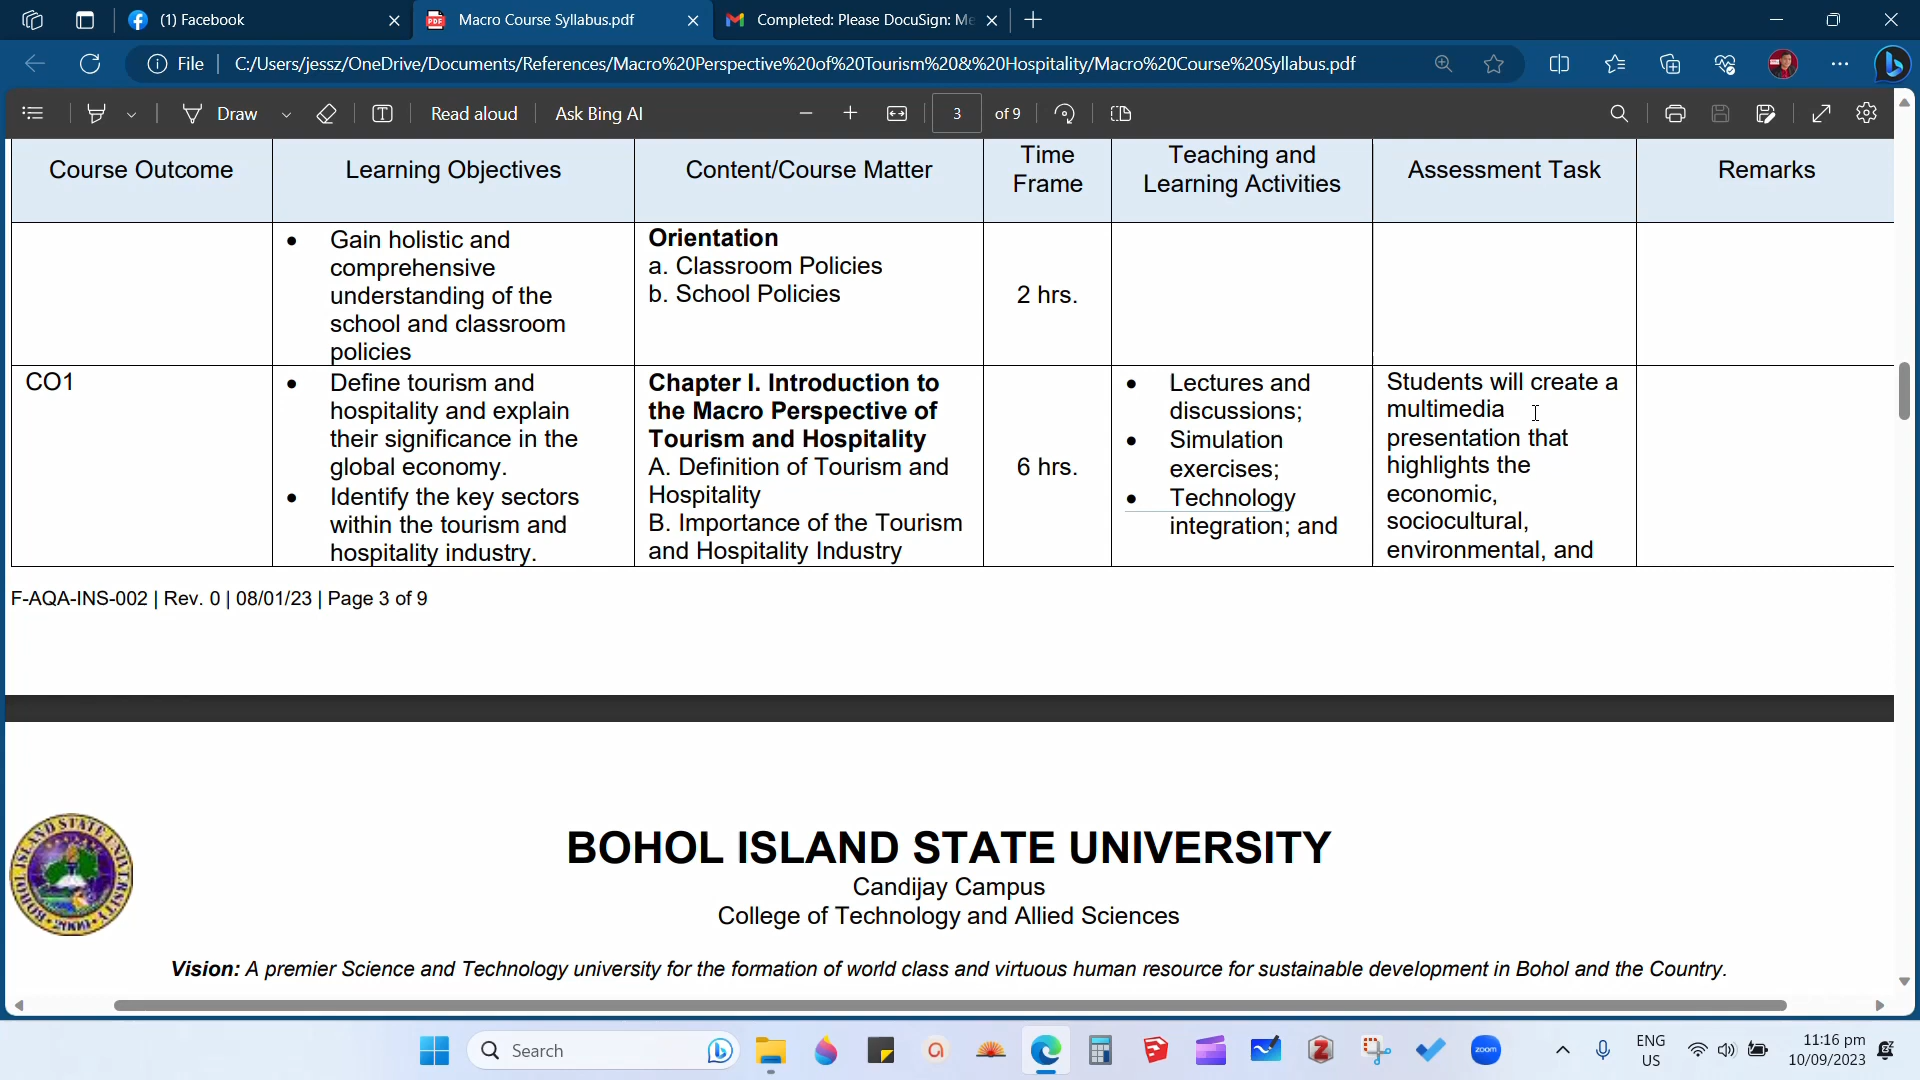 (1) Facebook
Macro Course Syllabus.pdf
Completed: Please DocuSign: Me
File
C:/Users/jessz/OneDrive/Documents/References/Macro%20Perspective%20of%20Tourism%20&%20Hospitality/Macro%20Course%20Syllabus.pdf
Draw
Read aloud
Ask Bing AI
3
of 9
Course Outcome
Learning Objectives
Content/Course Matter
Time
Frame
Teaching and
Learning Activities
Assessment Task
Remarks
Gain holistic and
comprehensive
understanding of the
school and classroom
policies
Orientation
a. Classroom Policies
b. School Policies
2 hrs.
CO1
Define tourism and
hospitality and explain
their significance in the
global economy.
Identify the key sectors
within the tourism and
hospitality industry.
Chapter I. Introduction to
the Macro Perspective of
Tourism and Hospitality
A. Definition of Tourism and
Hospitality
B. Importance of the Tourism
and Hospitality Industry
6 hrs.
Lectures and
discussions;
Simulation
exercises;
Technology
integration; and
Students will create a
multimedia
presentation that
highlights the
economic,
sociocultural,
environmental, and
F-AQA-INS-002 | Rev. 0 | 08/01/23 | Page 3 of 9
BOHOL ISLAND STATE UNIVERSITY
BOHOL ISLAND STATE UNIVERSITY
Candijay Campus
College of Technology and Allied Sciences
Vision: A premier Science and Technology university for the formation of world class and virtuous human resource for sustainable development in Bohol and the Country.
Search
zoom
ENG
US
11:16 pm
10/09/2023